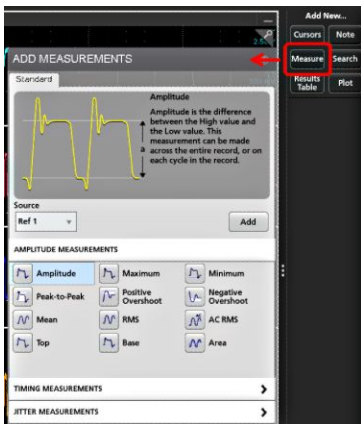 Add New...
Cursors
Note
Measure
Search
Results
Table
Plot
ADD MEASUREMENTS
Standard
Amplitude
Amplitude is the difference
between the High value and
the Low value. This
measurement can be made
across the entire record, or on
each cycle in the record.
a
Source
Ref 1
Add
AMPLITUDE MEASUREMENTS
Amplitude
Maximum
Minimum
Peak-to-Peak
Positive
Overshoot
Negative
Overshoot
Mean
RMS
AC RMS
Top
Base
Area
TIMING MEASUREMENTS
JITTER MEASUREMENTS